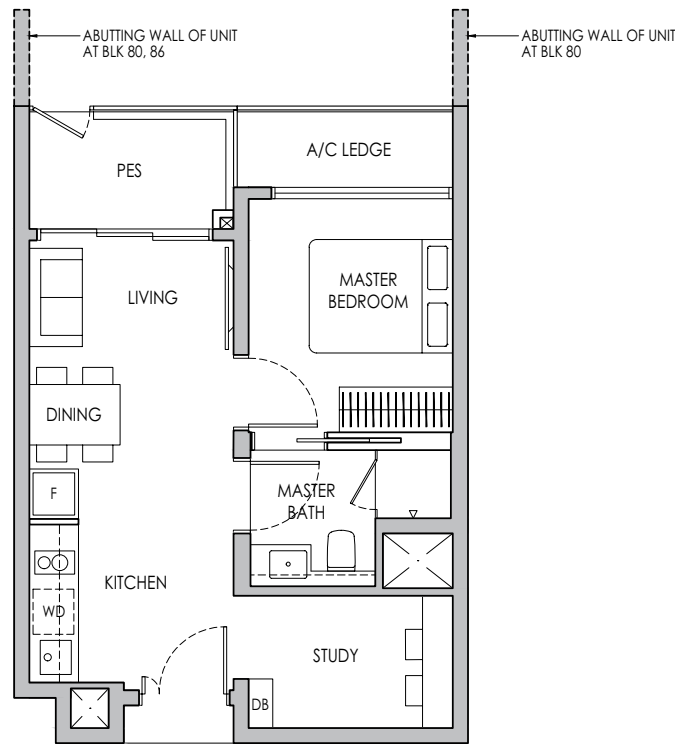 ABUTTING WALL OF UNIT
AT BLK 80, 86
ABUTTING WALL OF UNIT
AT BLK 80
PES
A/C LEDGE
LIVING
MASTER
BEDROOM
DINING
F
MASTER
BATH
KITCHEN
WD
STUDY
DB